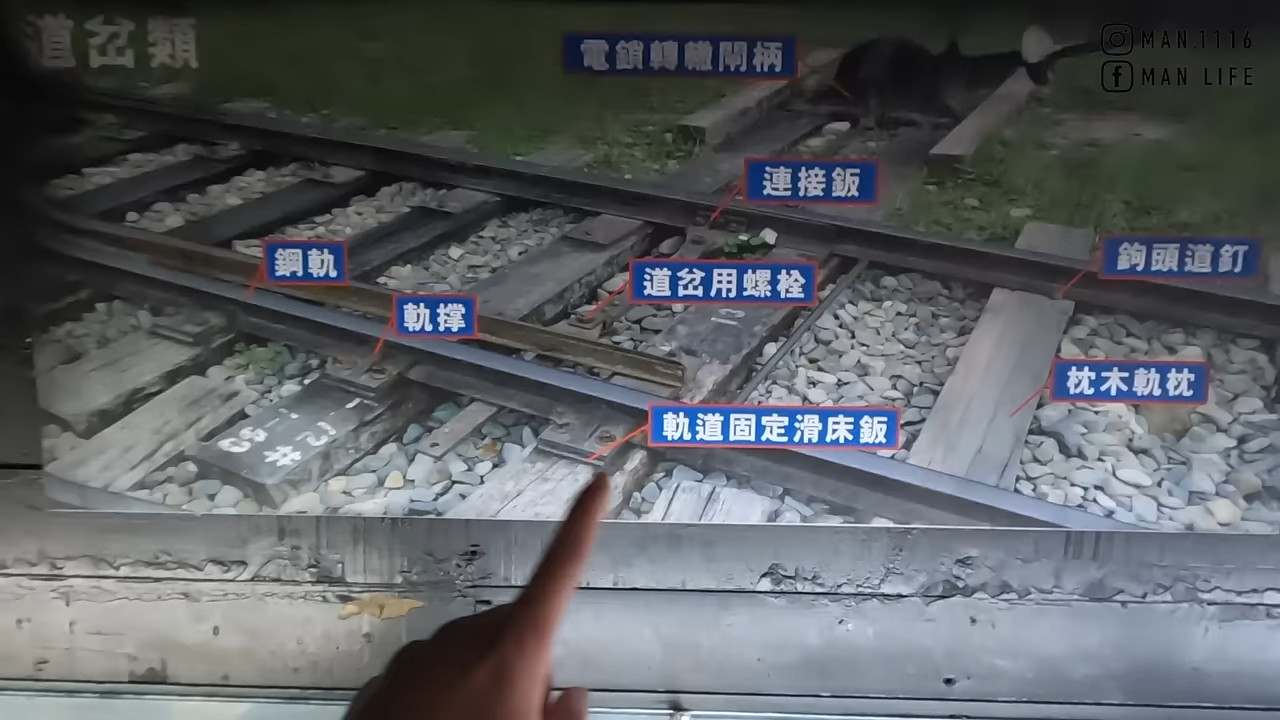 道岔類
電鎖轉轍閘柄
MAN.1116
MAN LIFE
連接鈑
鋼軌
道岔用螺栓
鉤頭道釘
軌撐
枕木軌枕
軌道固定滑床鈑